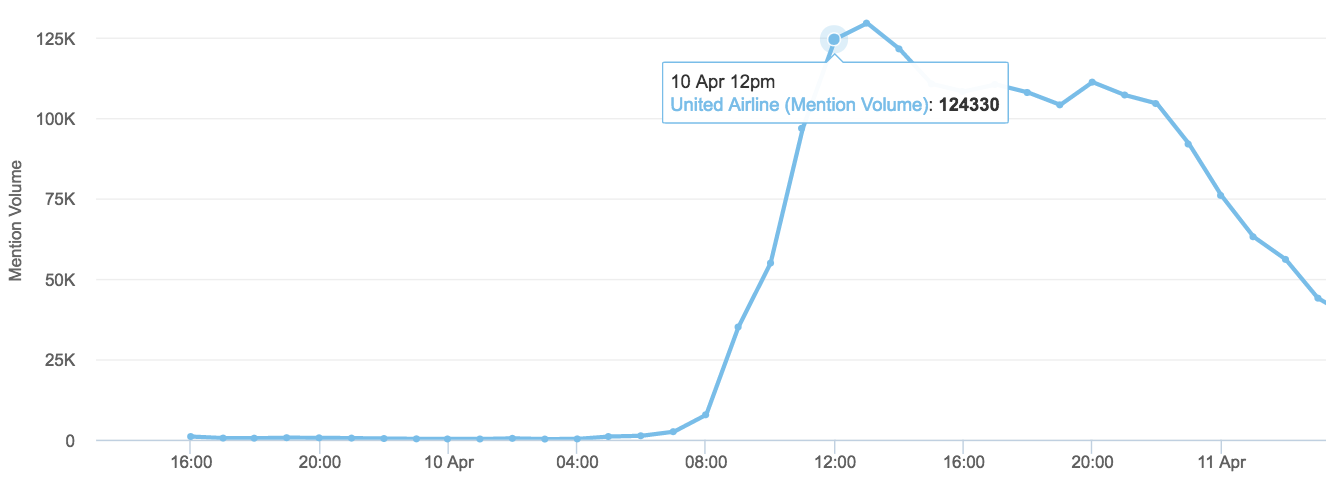 125K
10 Apr 12pm
United Airline (Mention Volume): 124330
100K
Mention Volume
75K
50K
25K
0
16:00 20:00 10 Apr 04:00 08:00 12:00 16:00 20:00 11 Apr